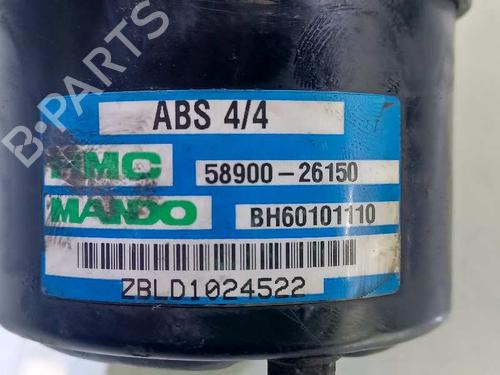 B-PARTS
ABS 4/4
HMC 58900-26150
MANDO BH60101110
ZBLD1024522